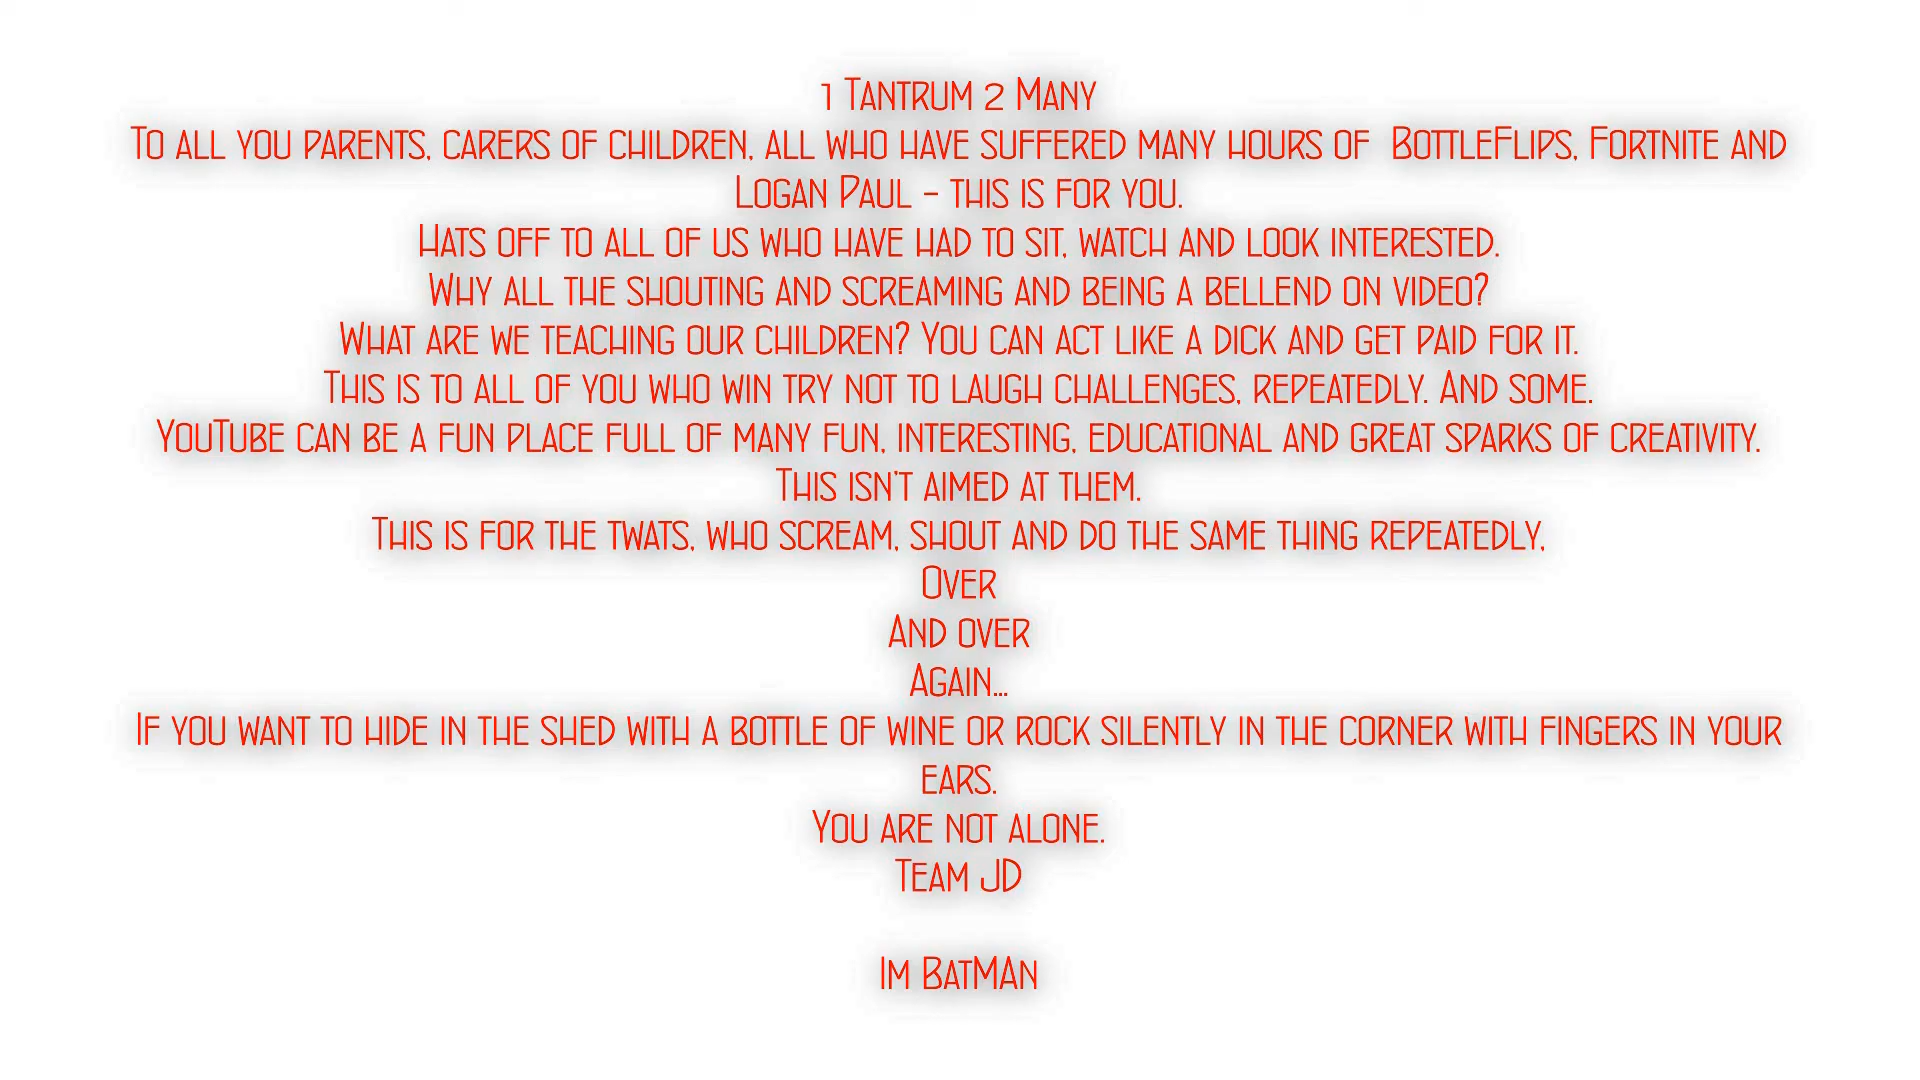 1 Tantrum 2 Many
To all you parents, carers of children, all who have suffered many hours of BottleFlips, Fortnite and
Logan Paul - this is for you.
Hats off to all of us who have had to sit, watch and look interested.
Why all the shouting and screaming and being a bellend on video?
What are we teaching our children? You can act like a dick and get paid for it.
This is to all of you who win try not to laugh challenges, repeatedly. And some.
YouTube can be a fun place full of many fun, interesting, educational and great sparks of creativity.
This isn't aimed at them.
This is for the twats, who scream, shout and do the same thing repeatedly,
Over
And over
Again...
If you want to hide in the shed with a bottle of wine or rock silently in the corner with fingers in your
ears.
You are not alone.
Team JD
Im BatMAn